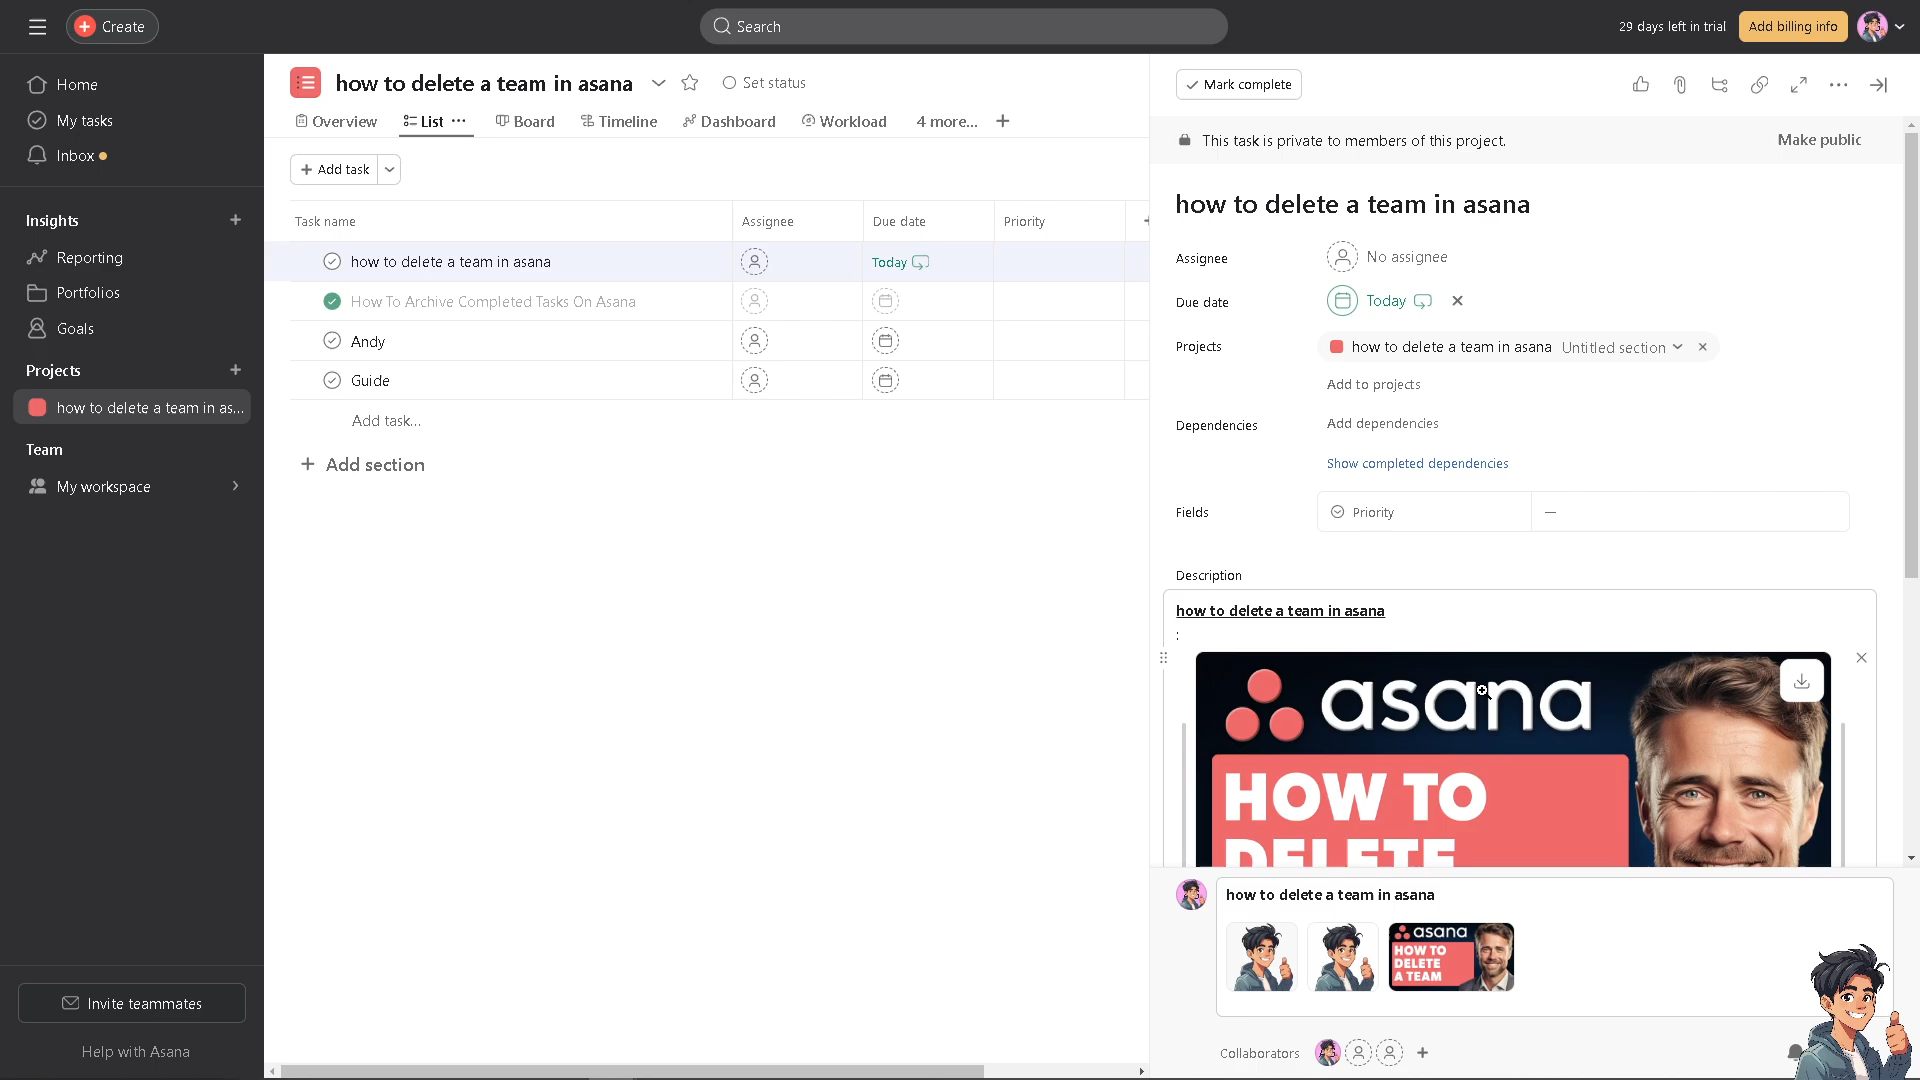 Create
Search
29 days left in trial
Add billing info
Home
My tasks
Inbox
Insights
Reporting
Portfolios
Goals
Projects
how to delete a team in as...
Team
My workspace
Invite teammates
Help with Asana
how to delete a team in asana
Set status
Overview
List
Board
Timeline
Dashboard
Workload
4 more...
Add task
Task name
Assignee
Due date
Priority
how to delete a team in asana
Today
How To Archive Completed Tasks On Asana
Andy
Guide
Add task...
Add section
Mark complete
This task is private to members of this project.
Make public
how to delete a team in asana
Assignee
No assignee
Due date
Today
Projects
how to delete a team in asana Untitled section
Add to projects
Dependencies
Add dependencies
Show completed dependencies
Fields
Priority
—
Description
how to delete a team in asana
:
asana
HOW TO
DELETE
how to delete a team in asana
asana
HOW TO
DELETE
A TEAM
Collaborators